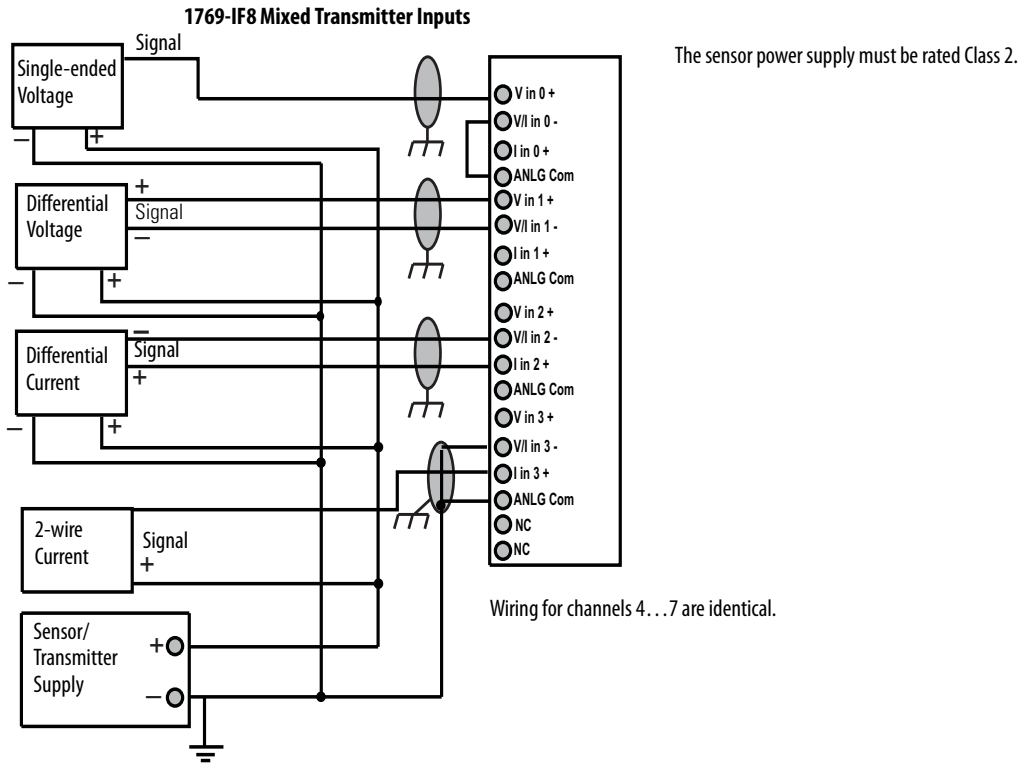 1769-IF8 Mixed Transmitter Inputs
The sensor power supply must be rated Class 2.
Signal
Single-ended
Voltage
–
+
Differential
Voltage
+
Signal
–
–
+
Differential
Current
–
Signal
+
–
+
2-wire
Current
Signal
+
Sensor/
Transmitter
Supply
+
–
V in 0 +
V/I in 0 -
I in 0 +
ANLG Com
V in 1 +
V/I in 1 -
I in 1 +
ANLG Com
V in 2 +
V/I in 2 -
I in 2 +
ANLG Com
V in 3 +
V/I in 3 -
I in 3 +
ANLG Com
NC
NC
Wiring for channels 4…7 are identical.